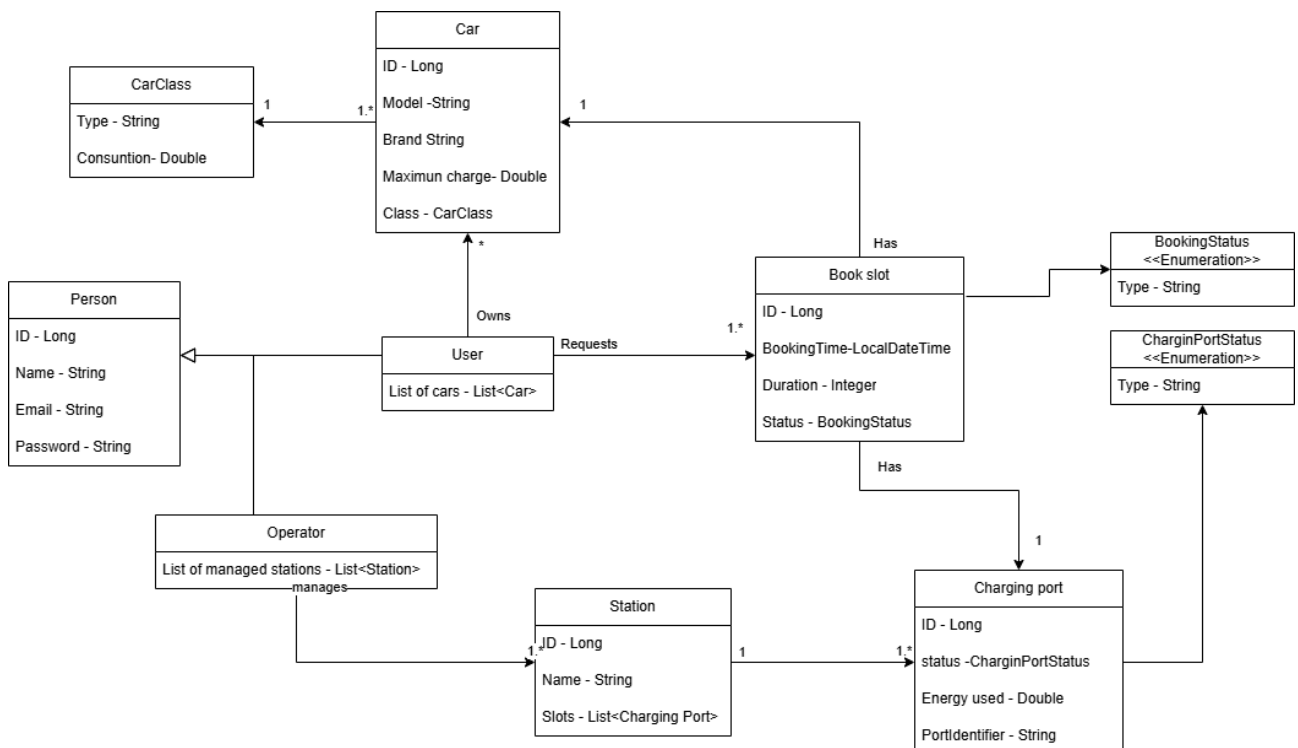 Car
ID - Long
Model -String
Brand String
Maximun charge- Double
Class - CarClass
CarClass
Type - String
Consuntion- Double
1
1.*
1
*
Owns
Has
Person
ID - Long
Name - String
Email - String
Password - String
User
List of cars - List<Car>
Requests
1.*
Book slot
ID - Long
BookingTime-LocalDateTime
Duration - Integer
Status - BookingStatus
BookingStatus
<<Enumeration>>
Type - String
CharginPortStatus
<<Enumeration>>
Type - String
Has
1
Operator
List of managed stations - List<Station>
manages
1.*
Station
ID - Long
Name - String
Slots - List<Charging Port>
1
1.*
Charging port
ID - Long
status -CharginPortStatus
Energy used - Double
PortIdentifier - String